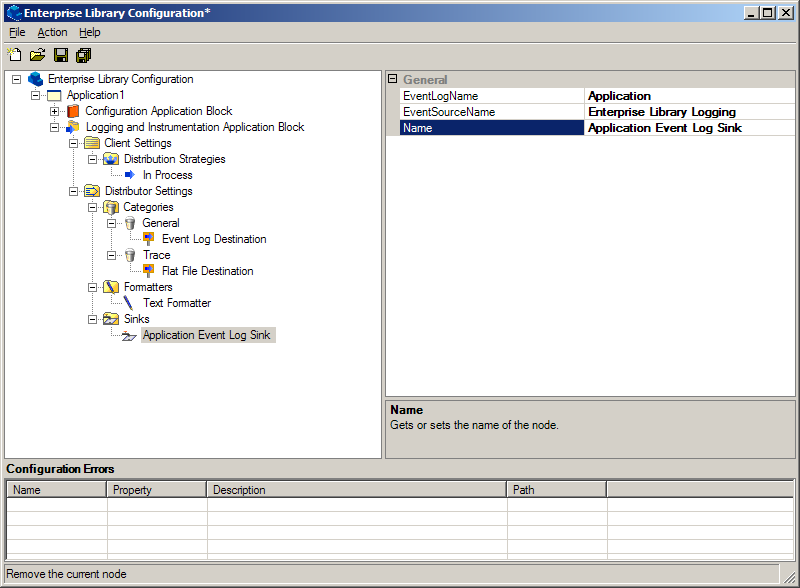 Enterprise Library Configuration*
File Action Help
Enterprise Library Configuration
Application1
Configuration Application Block
Logging and Instrumentation Application Block
Client Settings
Distribution Strategies
In Process
Distributor Settings
Categories
General
Event Log Destination
Trace
Flat File Destination
Formatters
Text Formatter
Sinks
Application Event Log Sink
General
EventLogName Application
EventSourceName Enterprise Library Logging
Name Application Event Log Sink
Name
Gets or sets the name of the node.
Configuration Errors
Name Property Description Path
Remove the current node